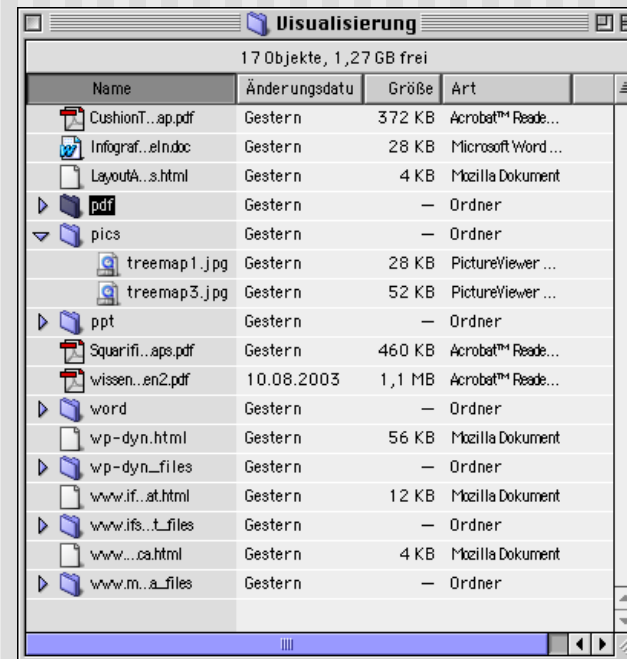 Visualisierung
17 Objekte, 1,27 GB frei
Name Änderungsdatu Größe Art
CushionT...ap.pdf Gestern 372 KB Acrobat™ Reade...
Infograf...eln.doc Gestern 28 KB Microsoft Word ...
LayoutA...s.html Gestern 4 KB Mozilla Dokument
pdf Gestern — Ordner
pics Gestern — Ordner
treemap1.jpg Gestern 28 KB PictureViewer ...
treemap3.jpg Gestern 52 KB PictureViewer ...
ppt Gestern — Ordner
Squarifi...aps.pdf Gestern 460 KB Acrobat™ Reade...
wissen...en2.pdf 10.08.2003 1,1 MB Acrobat™ Reade...
word Gestern — Ordner
wp-dyn.html Gestern 56 KB Mozilla Dokument
wp-dyn_files Gestern — Ordner
www.if...at.html Gestern 12 KB Mozilla Dokument
www.ifs...t_files Gestern — Ordner
www....ca.html Gestern 4 KB Mozilla Dokument
www.m...a_files Gestern — Ordner